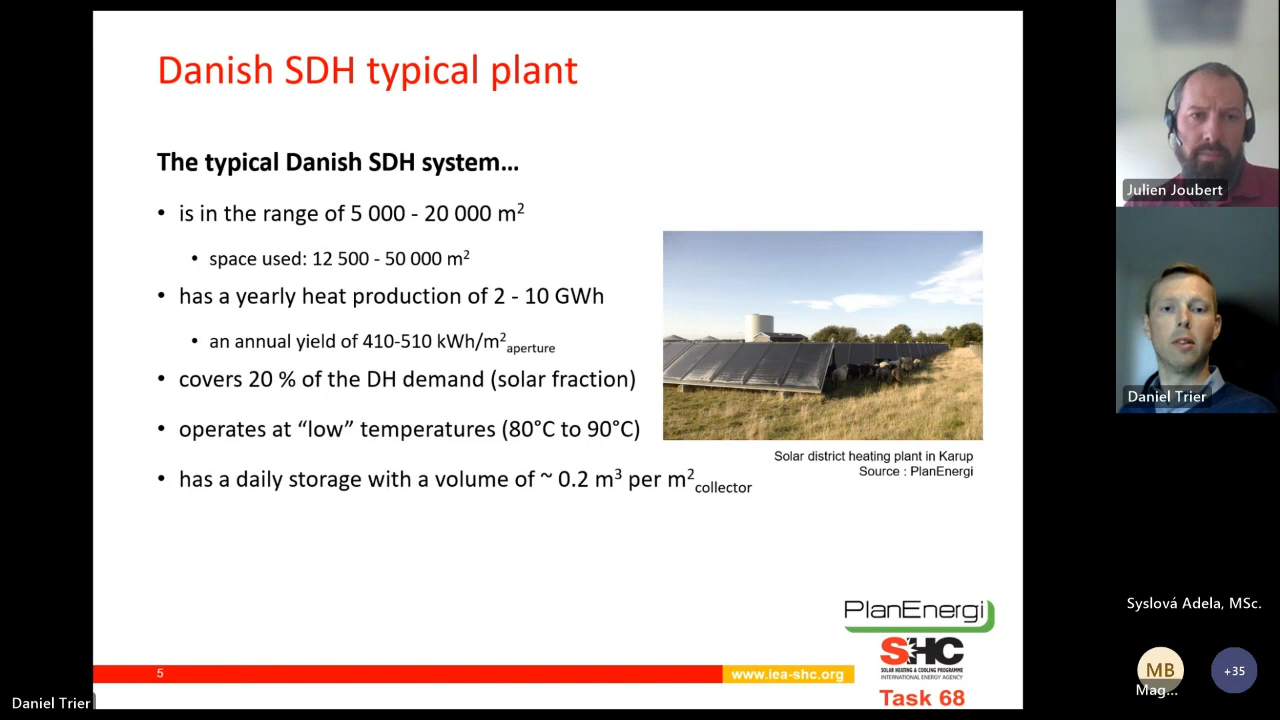 Danish SDH typical plant
The typical Danish SDH system…
• is in the range of 5 000 - 20 000 m²
• space used: 12 500 - 50 000 m²
• has a yearly heat production of 2 - 10 GWh
• an annual yield of 410-510 kWh/m²aperture
• covers 20 % of the DH demand (solar fraction)
• operates at “low” temperatures (80°C to 90°C)
• has a daily storage with a volume of ~ 0.2 m³ per m²collector
Solar district heating plant in Karup
Source : PlanEnergi
PlanEnergi
SHC
SOLAR HEATING & COOLING PROGRAMME
INTERNATIONAL ENERGY AGENCY
Task 68
5
www.iea-shc.org
Daniel Trier
Julien Joubert
Daniel Trier
Syslová Adela, MSc.
MB
Mag...
+35